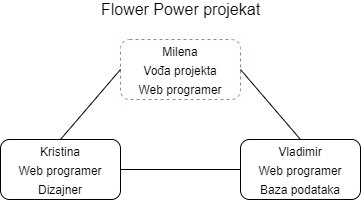 Flower Power projekat
Milena
Vođa projekta
Web programer
Kristina
Web programer
Dizajner
Vladimir
Web programer
Baza podataka